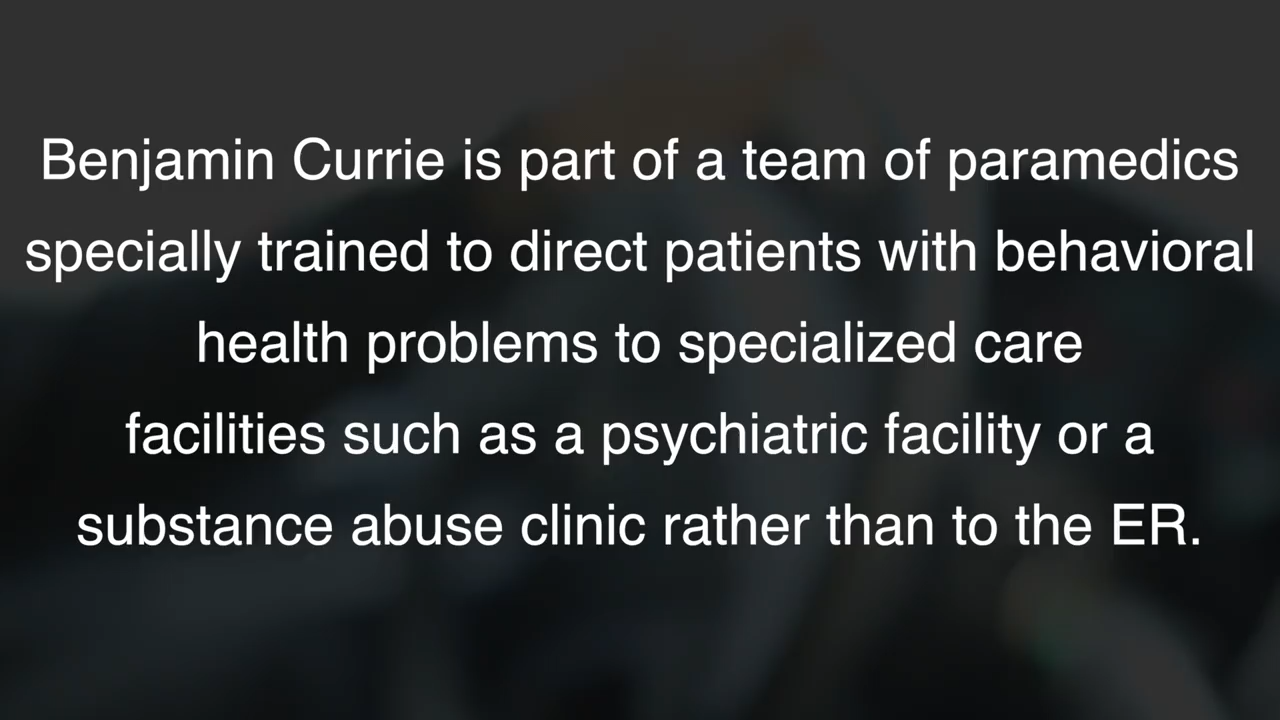 Benjamin Currie is part of a team of paramedics
specially trained to direct patients with behavioral
health problems to specialized care
facilities such as a psychiatric facility or a
substance abuse clinic rather than to the ER.